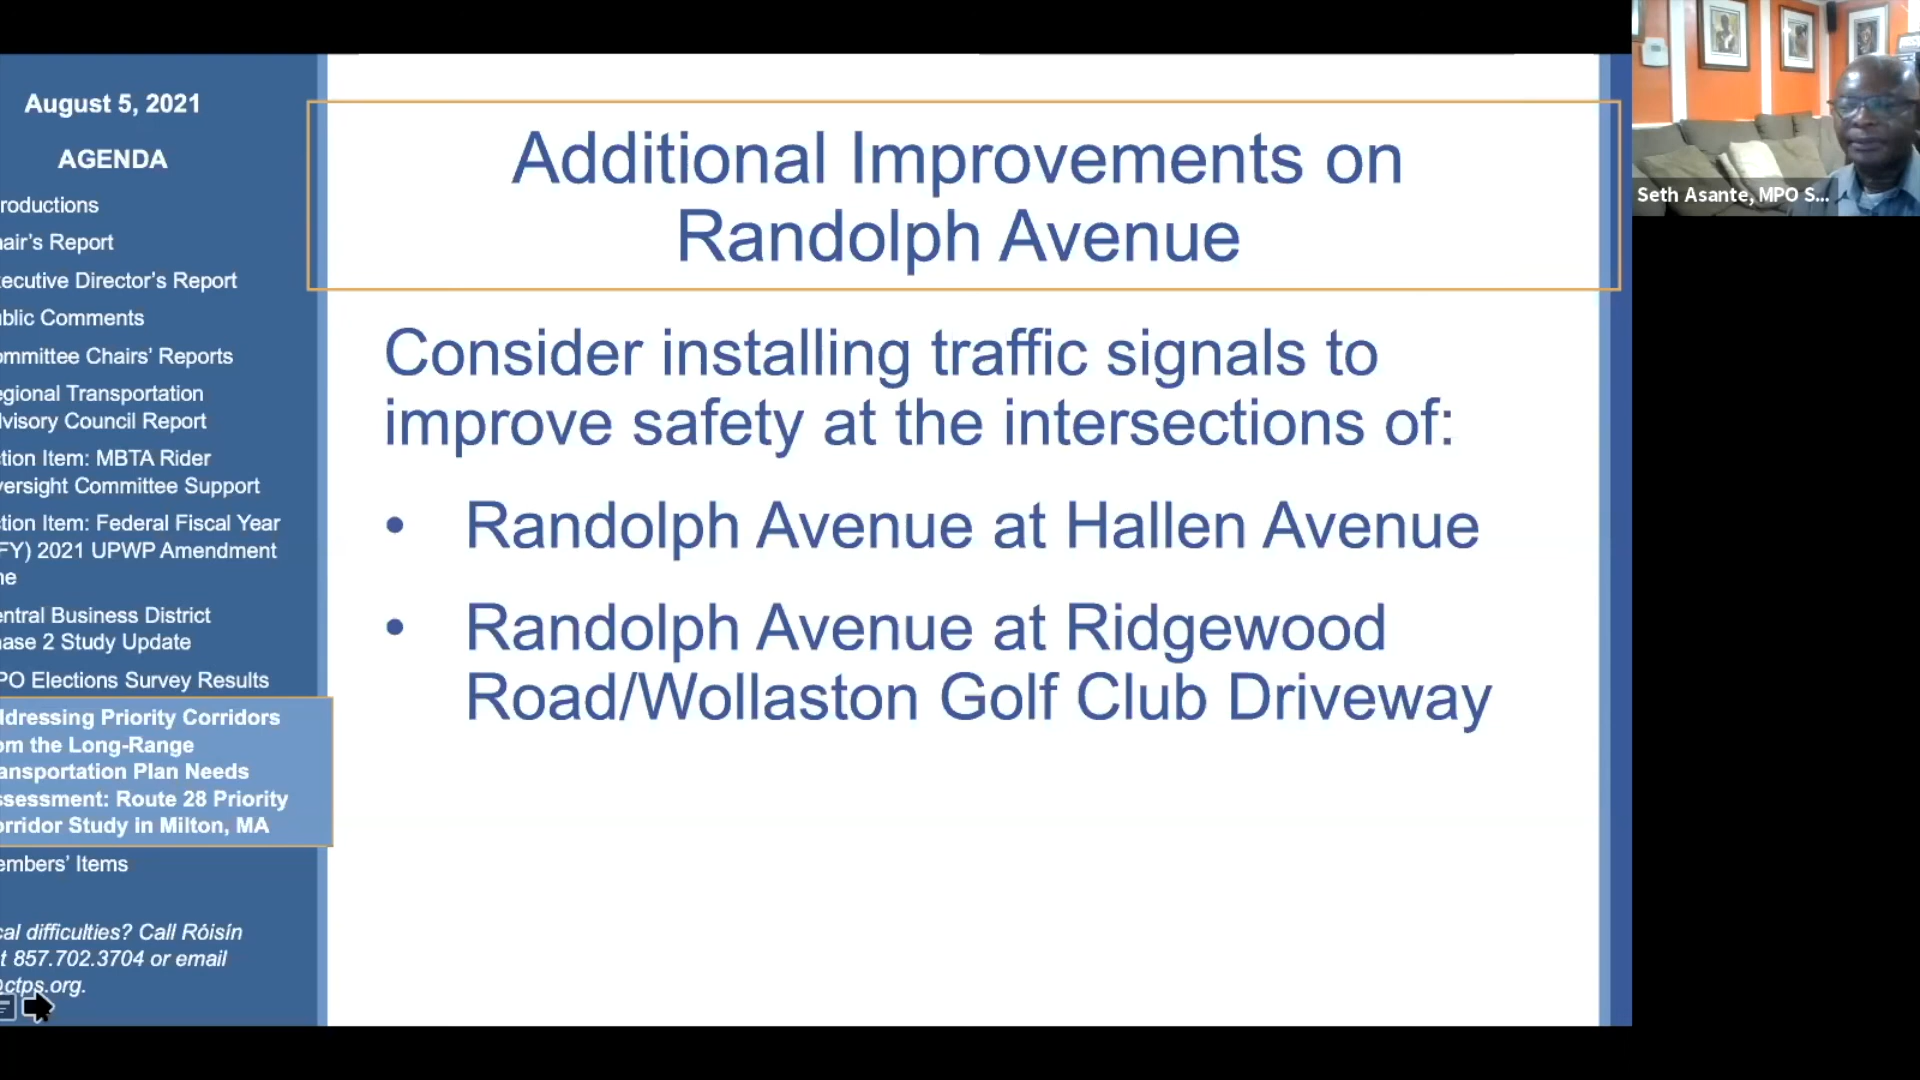 August 5, 2021
AGENDA
roductions
air's Report
ecutive Director's Report
blic Comments
ommittee Chairs' Reports
egional Transportation
dvisory Council Report
tion Item: MBTA Rider
versight Committee Support
tion Item: Federal Fiscal Year
FY) 2021 UPWP Amendment
ne
entral Business District
hase 2 Study Update
PO Elections Survey Results
ddressing Priority Corridors
om the Long-Range
ansportation Plan Needs
ssessment: Route 28 Priority
orridor Study in Milton, MA
embers' Items
cal difficulties? Call Róisín
t 857.702.3704 or email
@ctps.org.
Additional Improvements on
Randolph Avenue
Consider installing traffic signals to
improve safety at the intersections of:
• Randolph Avenue at Hallen Avenue
• Randolph Avenue at Ridgewood
Road/Wollaston Golf Club Driveway
Seth Asante, MPO S...